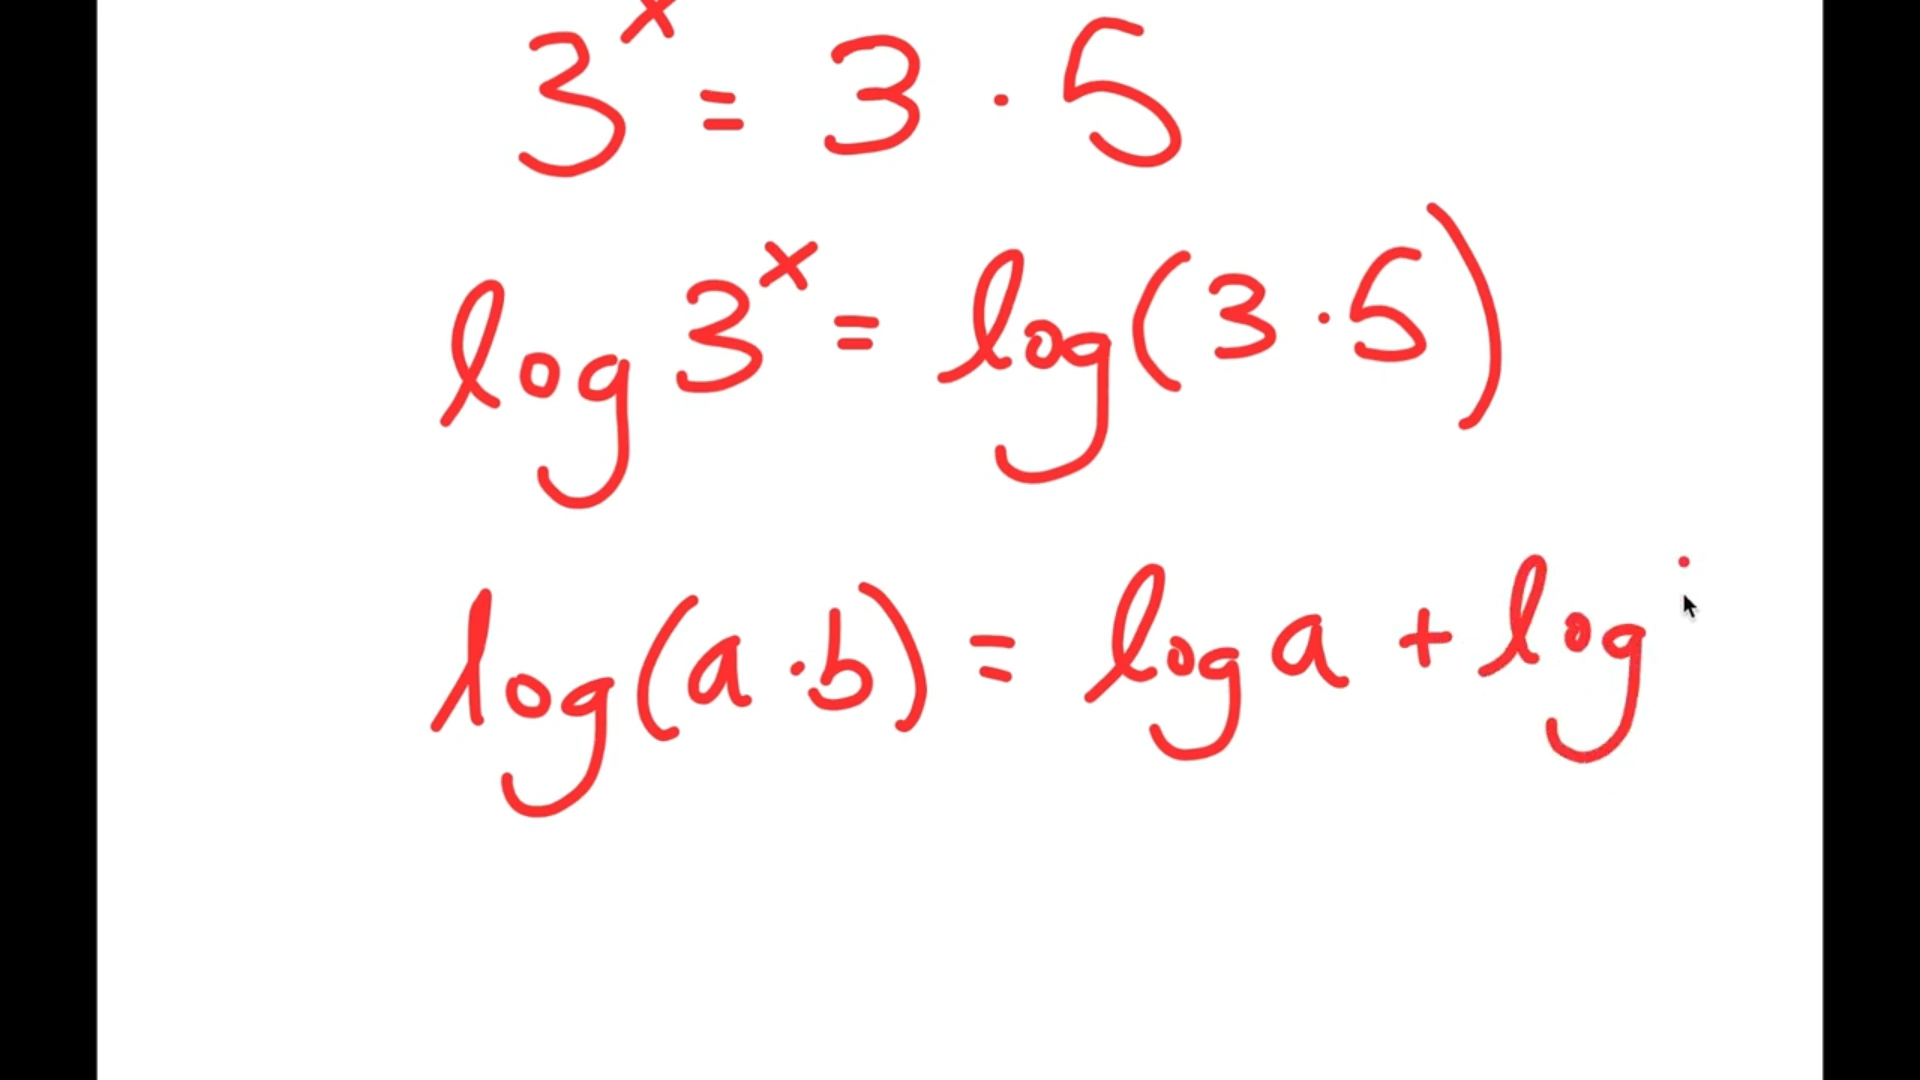 3^x = 3 · 5
log 3^x = log(3 · 5)
log(a · b) = log a + log